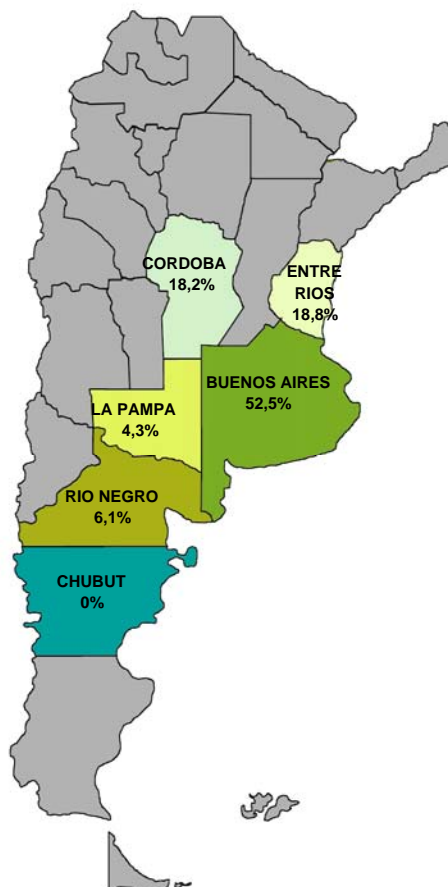 CORDOBA
18,2%
ENTRE
RIOS
18,8%
BUENOS AIRES
52,5%
LA PAMPA
4,3%
RIO NEGRO
6,1%
CHUBUT
0%